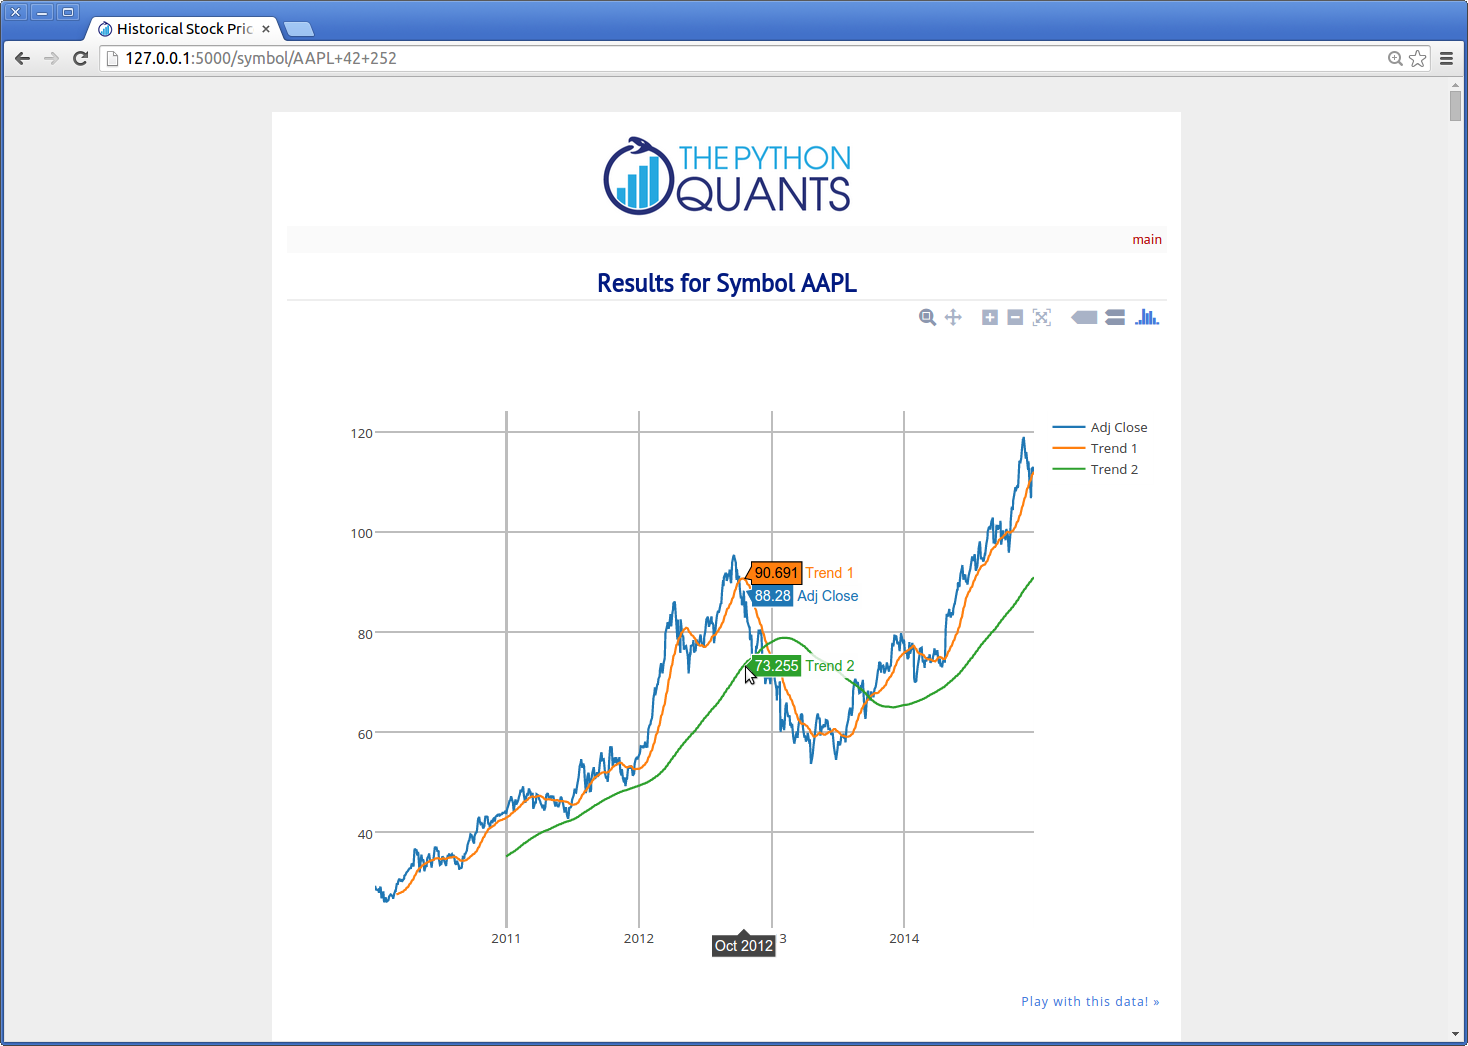 Historical Stock Pric
127.0.0.1:5000/symbol/AAPL+42+252
THE PYTHON
QUANTS
main
Results for Symbol AAPL
120
100
80
60
40
Adj Close
Trend 1
Trend 2
90.691 Trend 1
88.28 Adj Close
73.255 Trend 2
2011
2012
Oct 2012
3
2014
Play with this data! »